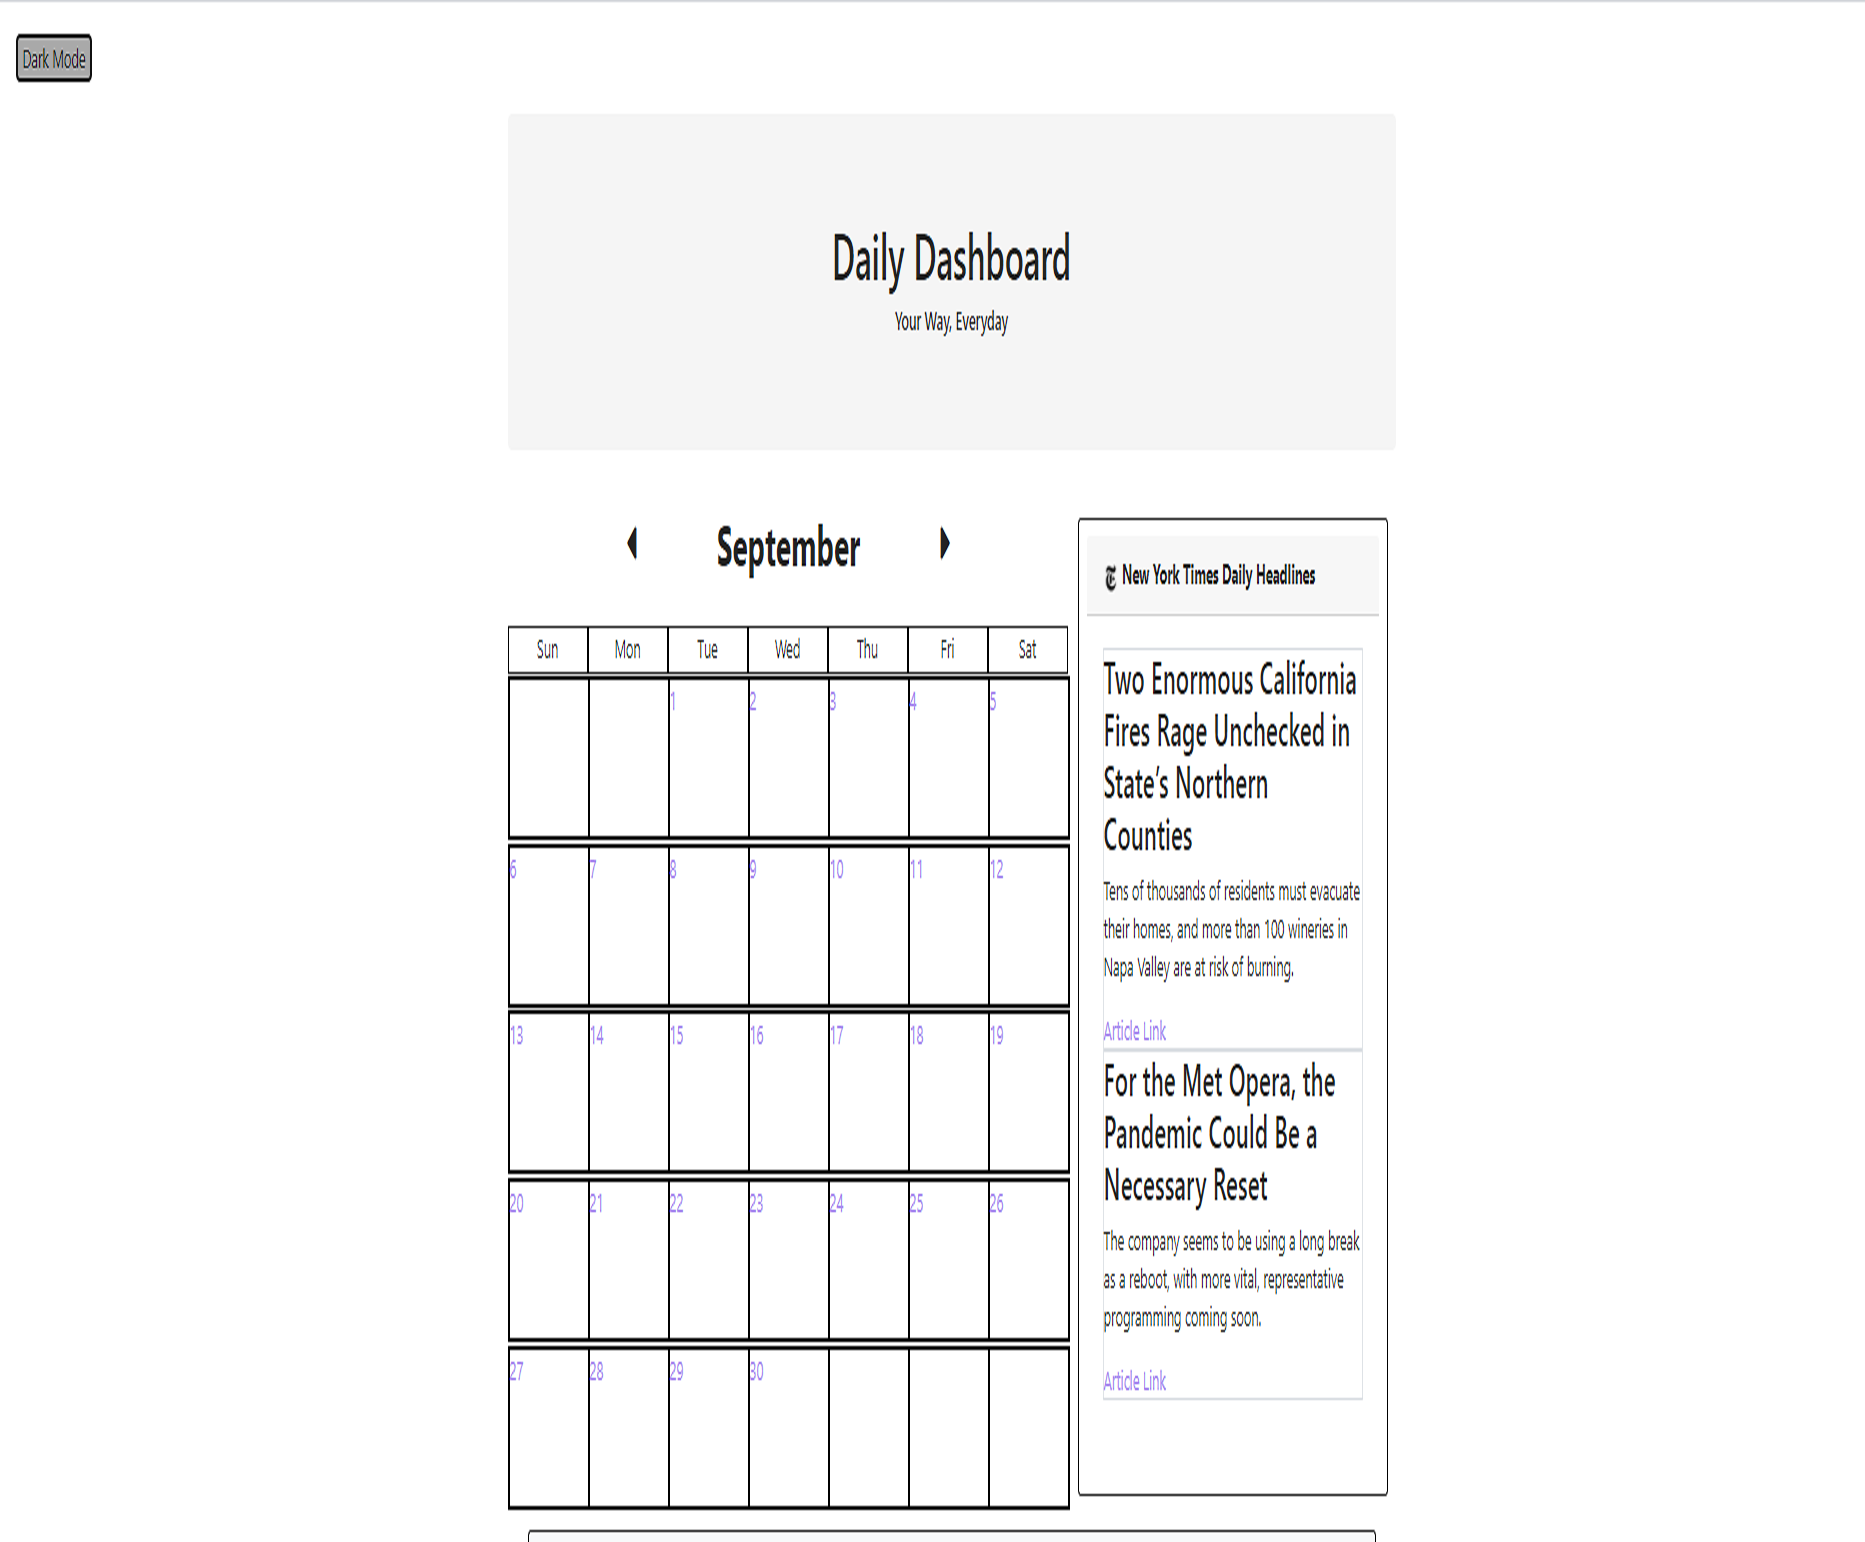 Dark Mode
Daily Dashboard
Your Way, Everyday
September
Sun Mon Tue Wed Thu Fri Sat
1 2 3 4 5
6 7 8 9 10 11 12
13 14 15 16 17 18 19
20 21 22 23 24 25 26
27 28 29 30
New York Times Daily Headlines
Two Enormous California
Fires Rage Unchecked in
State’s Northern
Counties
Tens of thousands of residents must evacuate
their homes, and more than 100 wineries in
Napa Valley are at risk of burning.
Article Link
For the Met Opera, the
Pandemic Could Be a
Necessary Reset
The company seems to be using a long break
as a reboot, with more vital, representative
programming coming soon.
Article Link